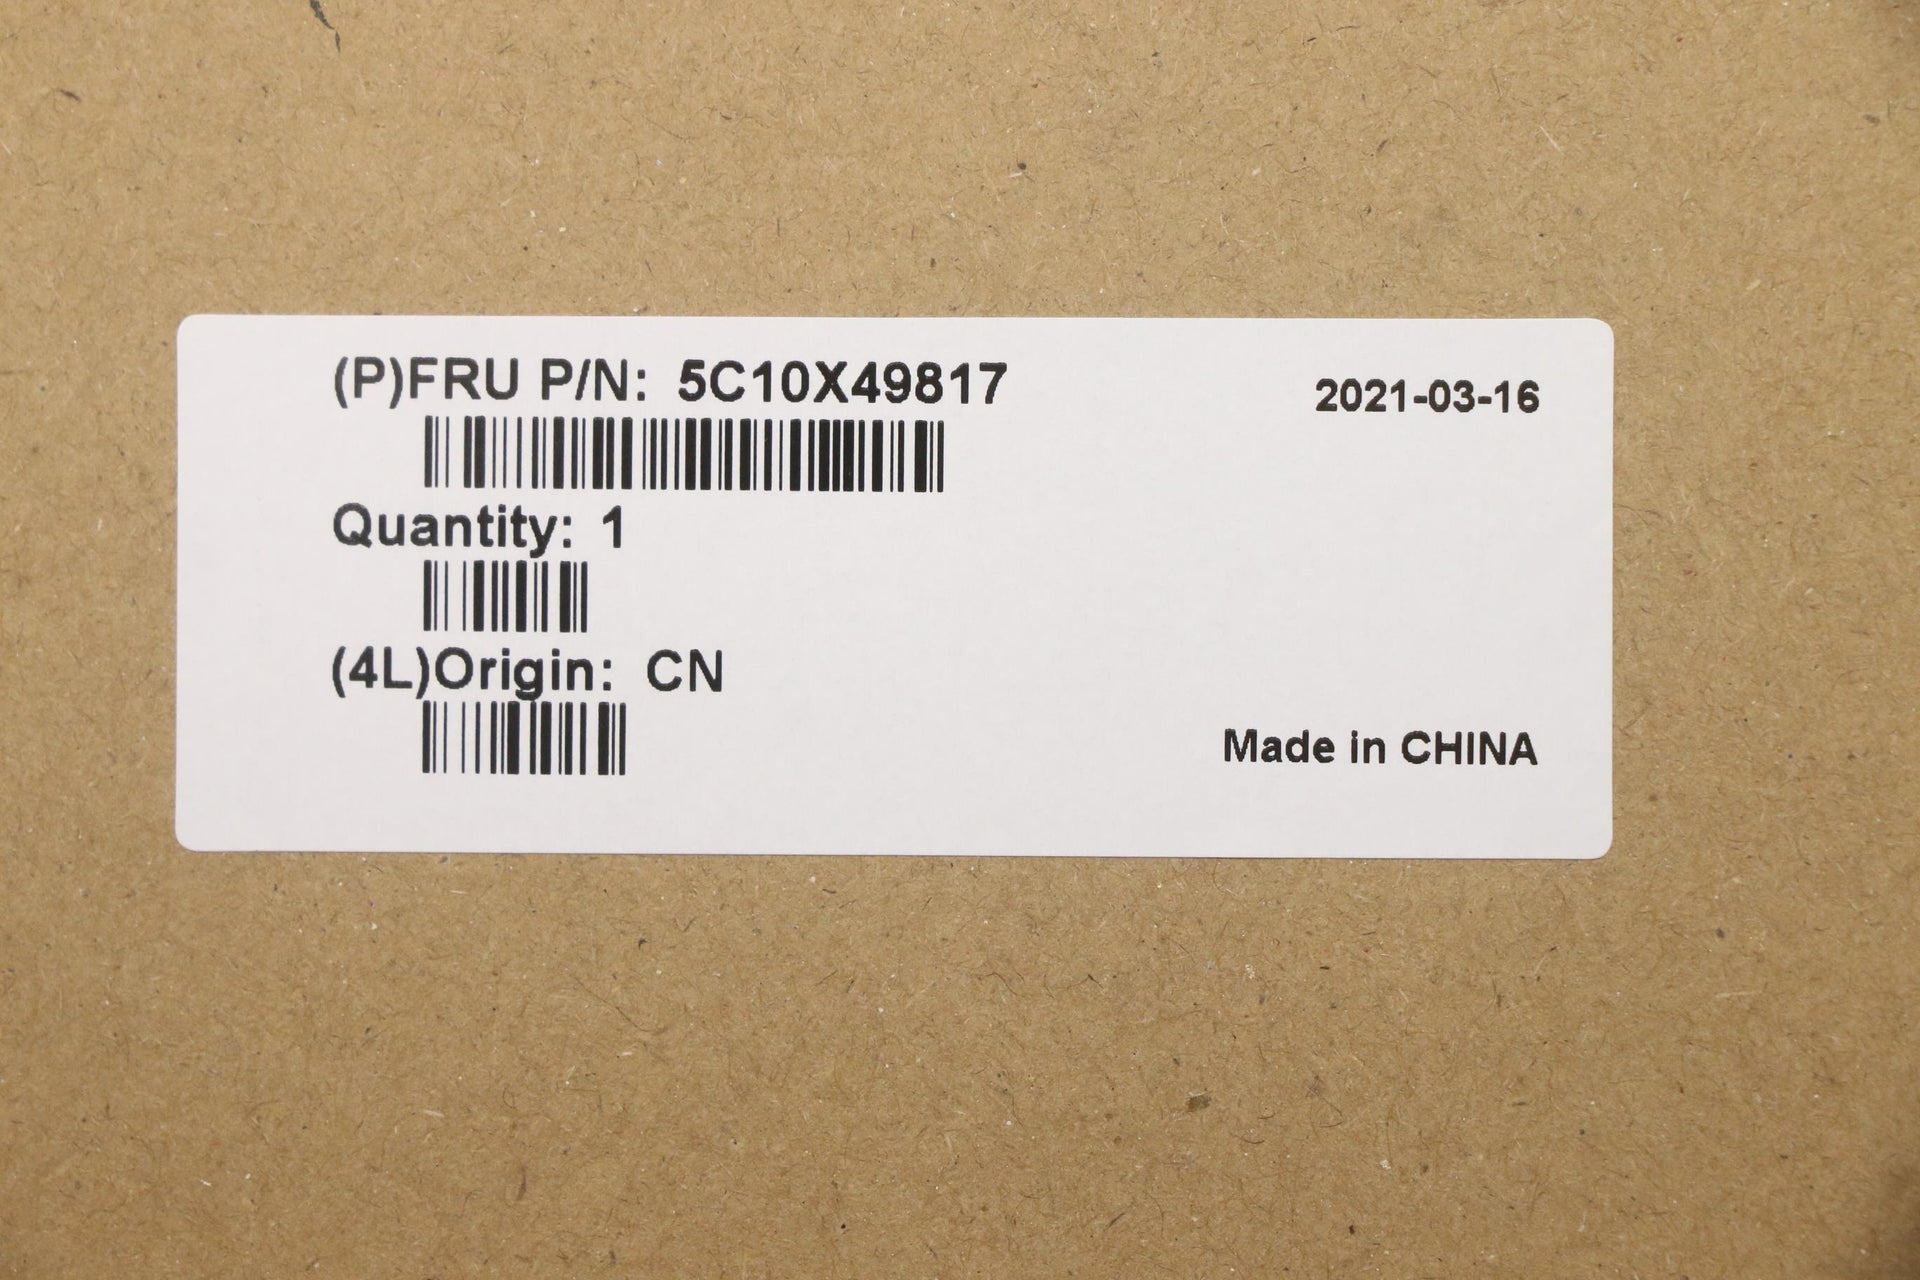 (P)FRU P/N: 5C10X49817
2021-03-16
Quantity: 1
(4L)Origin: CN
Made in CHINA